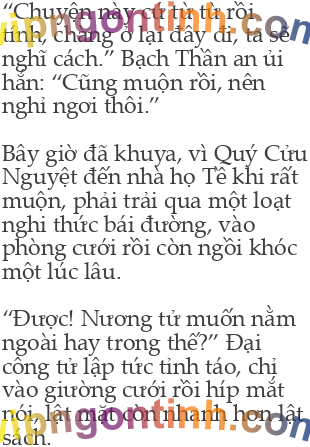 “Chuyện này cứ từ từ rồi
tính, chàng ở lại đây đi, ta sẽ
nghĩ cách.” Bạch Thần an ủi
hắn: “Cũng muộn rồi, nên
nghỉ ngơi thôi.”
Bây giờ đã khuya, vì Quý Cửu
Nguyệt đến nhà họ Tề khi rất
muộn, phải trải qua một loạt
nghi thức bái đường, vào
phòng cưới rồi còn ngồi khóc
một lúc lâu.
“Được! Nương tử muốn nằm
ngoài hay trong thế?” Đại
công tử lập tức tỉnh táo, chỉ
vào giường cưới rồi híp mắt
nói, lật mặt còn nhanh hơn lật
sách.
vipngontinh.com
vipngontinh.com